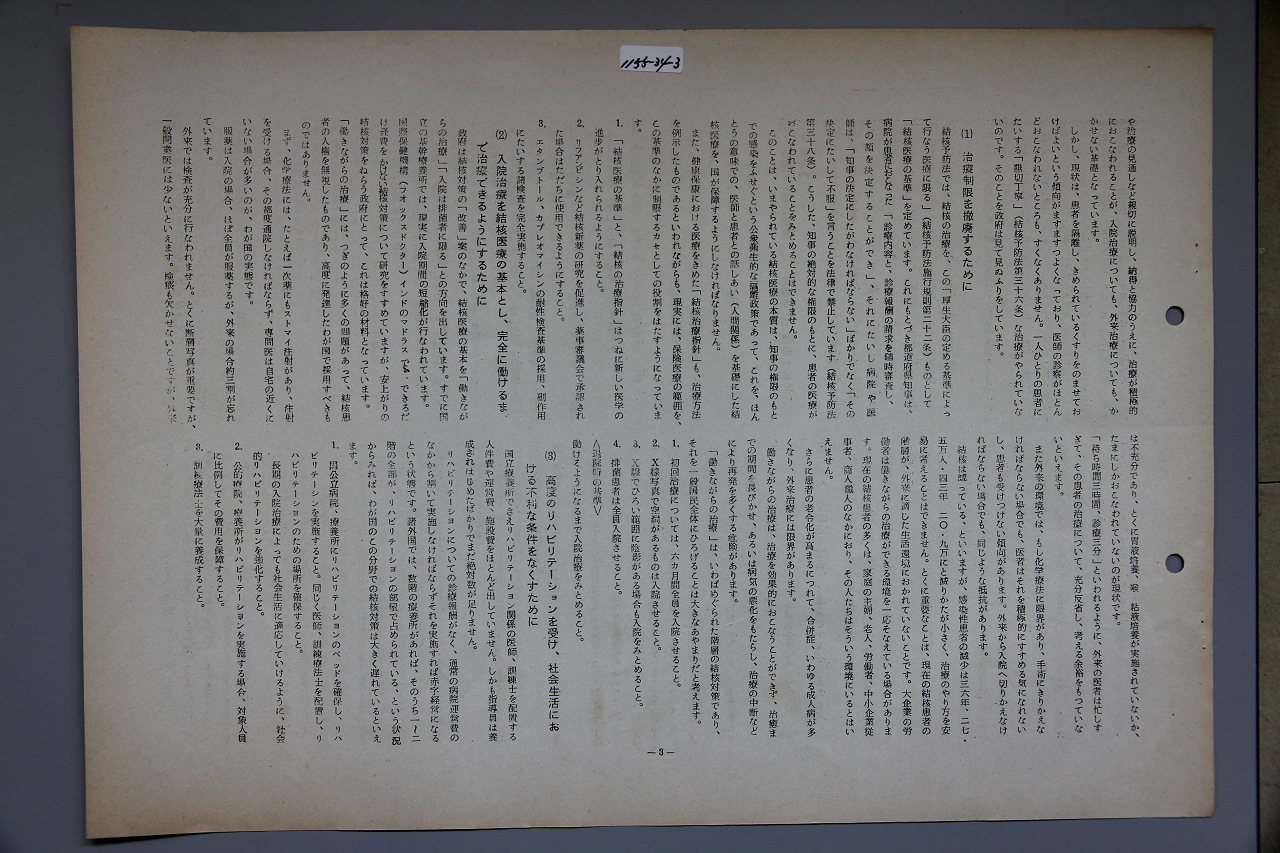 1155-34-3
や治療の見通しなど親切に説明し、納得と協力のうえに、治療が積極的
におこなわれることが、入院治療についても、外来治療についても、か
かせない基礎となっています。
しかし、現状は、患者を隔離し、きめられているくすりをのませてお
けばよいという傾向がますますつよくなっており、医師の診察がほとん
どおこなわれないところも、すくなくありません。一人ひとりの患者に
たいする「懇切丁寧」（結核予防法第三十六条）な治療がやられていな
いのです。そのことを政府は見て見ぬふりをしています。
(1) 治療制限を撤廃するために
結核予防法では、結核の治療を、この「厚生大臣の定める基準によっ
て行なう医療に限る」（結核予防法施行規則第二十二条）ものとして
「結核医療の基準」を定めています。これにもとづき都道府県知事は、
病院が患者におこなった「診療内容と、診療報酬の請求を随時審査し、
その額を決定することができ」、それにたいし病院や医
師は、「知事の決定にしたがわなければならない」ばかりでなく「その
決定にたいして不服」を言うことを法律で禁止しています（結核予防法
第三十八条）。こうした、知事の絶対的な権限のもとに、患者の医療が
おこなわれていることをみとめることはできません。
このことは、いまやられている結核医療の本質は、知事の権限のもと
での感染をふせぐという公衆衛生的な隔離政策であって、これを、ほん
とうの意味での、医師と患者との話しあい（人間関係）を基礎にした結
核医療を、国が保障するようにしなければなりません。
また、健康保険における医療をきめた「結核治療指針」も、治療方法
を例示したものであるといわれながらも、現実には、保険医療の範囲を、
この基準のなかに制限するカセとしての役割をはたすようになっていま
す。
1. 「結核医療の基準」と、「結核の治療指針」はつねに新しい医学の
進歩がとり入れられるようにすること。
2. リファンピシンなど結核新薬の研究を促進し、薬事審議会で承認され
た場合はただちに使用できるようにすること。
3. エタンブトール、カプレオマイシンの耐性検査基準の採用、副作用
にたいする諸検査を完全実施すること。
(2) 入院治療を結核医療の基本とし、完全に働けるま
で治療できるようにするために
政府は結核対策の「改善」案のなかで、結核医療の基本を「働きなが
らの治療」「入院は排菌者に限る」との方向を出しています。すでに国
立の基幹療養所では、現実に入院期間の短縮化が行なわれています。
国際保健機構（フオックスドクター）インドのマドラスで、できるだ
け経費をかけない結核対策について研究をすすめていますが、安上がりの
結核対策をねらう政府にとって、これは格好の材料となっています。
「働きながらの治療」には、つぎのように多くの問題があって、結核患
者の人権を無視したものであり、高度に発達したわが国で採用すべきも
のではありません。
まず、化学療法には、たとえば一次薬にもストマイ注射があり、注射
を受ける場合、その都度通院しなければならず、専門医は自宅の近くに
いない場合が多いのが、わが国の実態です。
服薬は入院の場合、ほぼ全員が服薬するが、外来の場合約三割が忘れ
ています。
外来では検査が充分に行なわれません。とくに断層写真が重要ですが、
一般開業医には少ないといえます。検痰も欠かせないことですが、
は不充分であり、とくに胃液培養、喉 結液培養が実施されていないか、
たまにしかおこなわれていないのが現状です。
「待ち時間三時間、診療三分」といわれるように、外来の医者は忙しす
ぎて、その患者の治療について、充分反省し、考える余裕をもつていな
いといえます。
また外来の環境では、もし化学療法に限界があり、手術にきりかえな
ければならない場合でも、医者はそれを積極的にすすめる気になれない
し、患者も受けつけない傾向があります。外来から入院へ切りかえなけ
ればならない場合でも、同じような抵抗があります。
結核は減っている、といいますが、感染性患者の減少は三六年、二七・
五万人・四三年 二〇・九万にと減りかたが小さく、治療のやり方を安
易に考えることはできません。とくに重要なことは、現在の結核患者の
階層が、外来に適した生活環境におかれていないことです。大企業の労
働者は働きながらの治療ができる環境を一応そなえている場合がありま
す。現在の結核患者の多くは、家庭の主婦、老人、労働者、中小企業従
事者、商人職人のなかにおり、その人たちはそういう環境にいるとはい
えません。
さらに患者の老令化が高まるにつれて、合併症、いわゆる成人病が多
くなり、外来治療には限界があります。
働きながらの治療は、治療を効果的におこなうことができず、治癒ま
での期間を長びかせ、あるいは病気の悪化をもたらし、治療の中断など
により再発を多くする危険があります。
「働きながらの治療」は、いわばめぐられた階層の結核対策であり、
それを一般国民全体にひろげることは大きなあやまりだと考えます。
1. 初回治療については、六ヵ月間全員を入院させること。
2. X線写真で空洞があるものは入院させること。
3. X線でひろい範囲に陰影がある場合も入院をみとめること。
4. 排菌患者は全員入院させること。
＜退院時の基準＞
働けるようになるまで入院治療をみとめること。
(3) 高度のリハビリテーションを受け、社会生活にお
ける不利な条件をなくすために
国立療養所でさえリハビリテーション関係の医師、訓練士を配置する
人件費や運営費、施設費をほとんど出していません。しかも指導員は養
成されはじめたばかりでまだ絶対数が足りません。
リハビリテーションについての診療報酬がなく、通常の病院運営費の
なかから割いて実施しなければならずそれを実施すれば赤字経営になる
という状態です。諸外国では、数階の療養所があれば、そのうち一〜二
階の全部が、リハビリテーションの部屋で占められている、という状況
からみれば、わが国のこの分野での結核対策は大きく遅れているといえ
ます。
1. 国公立病院、療養所にリハビリテーションのベッドを確保し、リハ
ビリテーションを実施すること。同じく医師、訓練療法士を配置し、リ
ハビリテーションのための場所を確保すること。
長期の入院治療によっても社会生活に適応していけるように、社会
的リハビリテーションを強化すること。
2. 公的病院、療養所がリハビリテーションを実施する場合、対象人員
に比例してその費用を保障すること。
3. 訓練療法士を大量に養成すること。
— 3 —